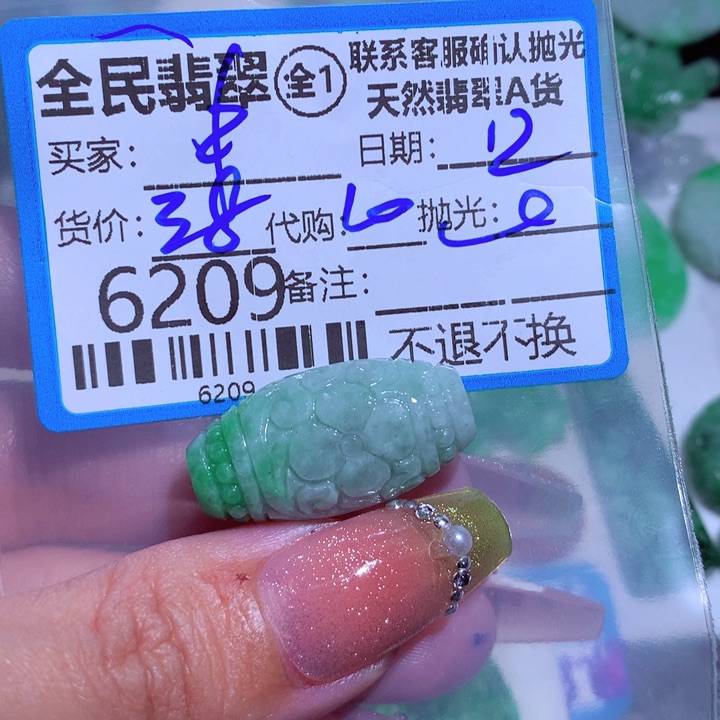 全民翡翠 全1 联系客服确认抛光
天然翡翠A货
买家: 日期: 12
货价: 38 代购: 抛光:
6209 备注:
不退不换
6209